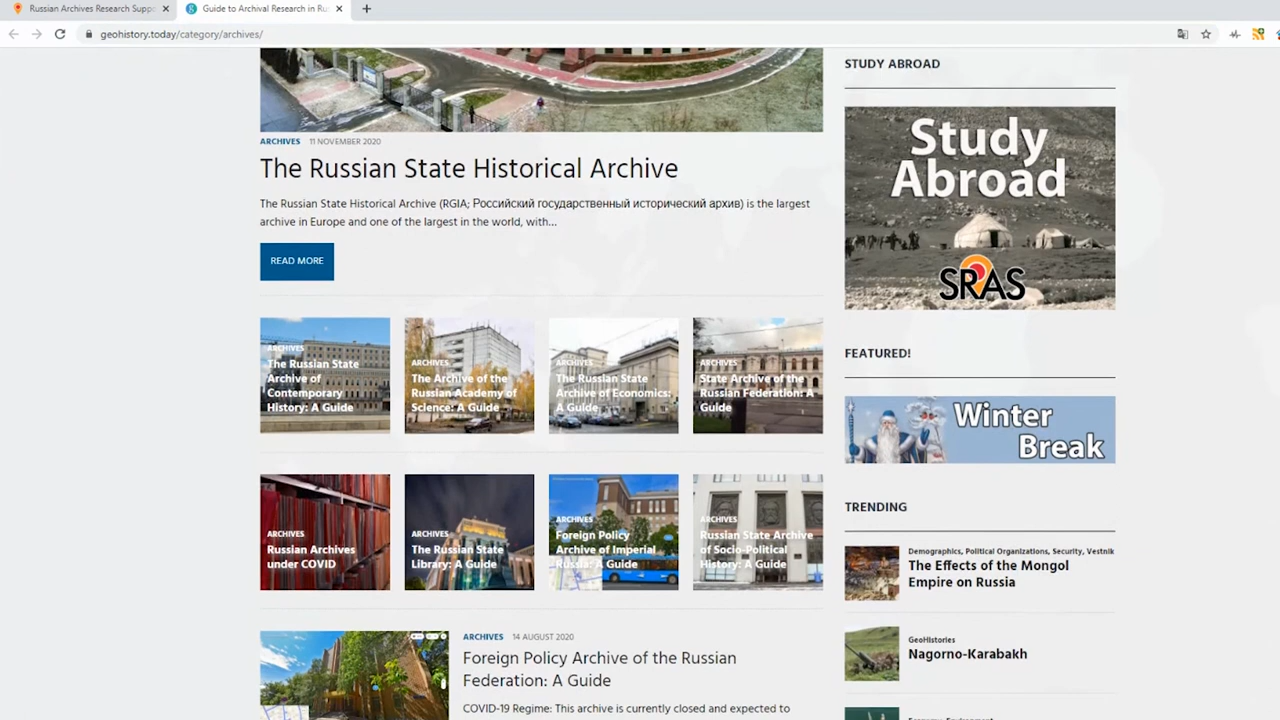 Russian Archives Research Supp
Guide to Archival Research in Ru
geohistory.today/category/archives/
ARCHIVES 11 NOVEMBER 2020
The Russian State Historical Archive
The Russian State Historical Archive (RGIA; Российский государственный исторический архив) is the largest
archive in Europe and one of the largest in the world, with...
READ MORE
ARCHIVES
The Russian State
Archive of
Contemporary
History: A Guide
ARCHIVES
The Archive of the
Russian Academy of
Science: A Guide
ARCHIVES
The Russian State
Archive of Economics:
A Guide
ARCHIVES
State Archive of the
Russian Federation: A
Guide
ARCHIVES
Russian Archives
under COVID
ARCHIVES
The Russian State
Library: A Guide
ARCHIVES
Foreign Policy
Archive of Imperial
Russia: A Guide
ARCHIVES
Russian State Archive
of Socio-Political
History: A Guide
ARCHIVES 14 AUGUST 2020
Foreign Policy Archive of the Russian
Federation: A Guide
COVID-19 Regime: This archive is currently closed and expected to
STUDY ABROAD
Study
Abroad
SRAS
FEATURED!
Winter
Break
TRENDING
Demographics, Political Organizations, Security, Vestnik
The Effects of the Mongol
Empire on Russia
GeoHistories
Nagorno-Karabakh